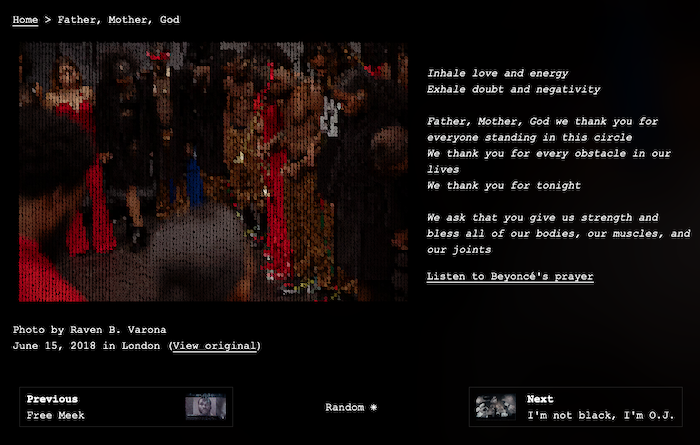 Home > Father, Mother, God
Inhale love and energy
Exhale doubt and negativity
Father, Mother, God we thank you for
everyone standing in this circle
We thank you for every obstacle in our
lives
We thank you for tonight
We ask that you give us strength and
bless all of our bodies, our muscles, and
our joints
Listen to Beyoncé's prayer
Photo by Raven B. Varona
June 15, 2018 in London (View original)
Previous
Free Meek
Random ✷
Next
I'm not black, I'm O.J.